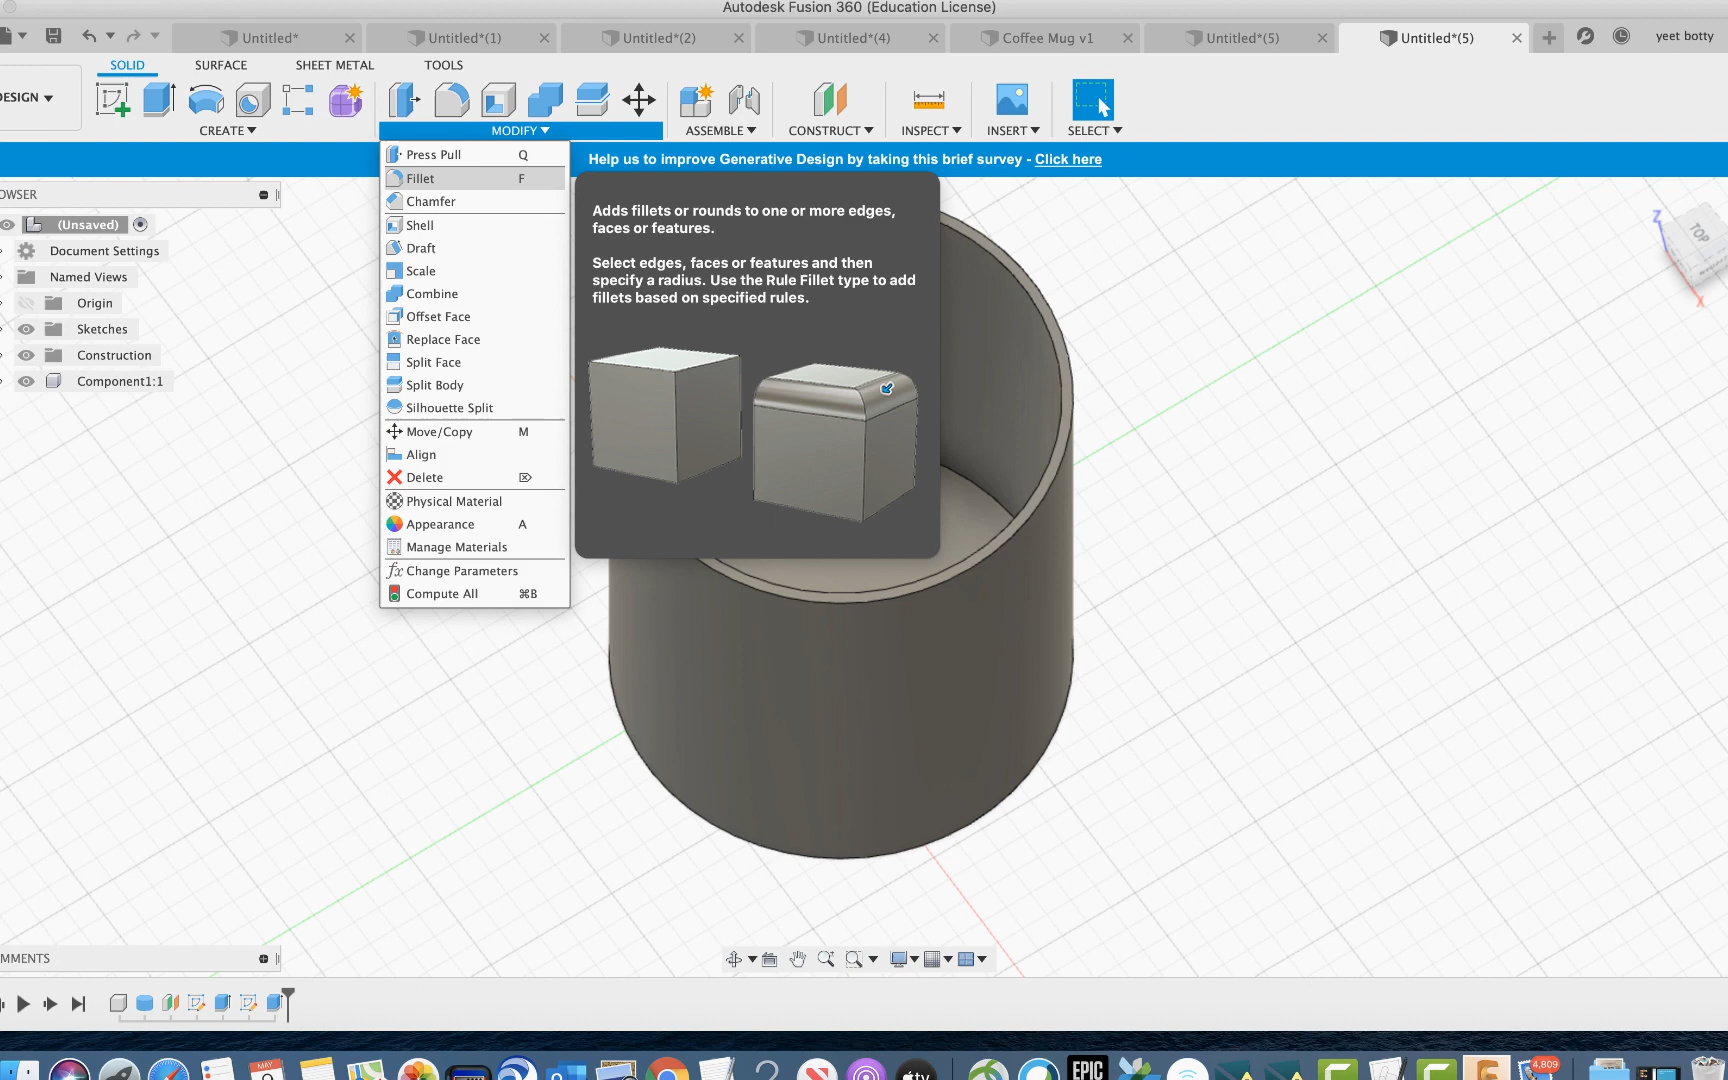 Autodesk Fusion 360 (Education License)
Untitled*
Untitled*(1)
Untitled*(2)
Untitled*(4)
Coffee Mug v1
Untitled*(5)
Untitled*(5)
yeet botty
SOLID
SURFACE
SHEET METAL
TOOLS
ESIGN
CREATE
MODIFY
ASSEMBLE
CONSTRUCT
INSPECT
INSERT
SELECT
Help us to improve Generative Design by taking this brief survey - Click here
Press Pull Q
Fillet F
Chamfer
Shell
Draft
Scale
Combine
Offset Face
Replace Face
Split Face
Split Body
Silhouette Split
Move/Copy M
Align
Delete ⌦
Physical Material
Appearance A
Manage Materials
fx Change Parameters
Compute All ⌘B
Adds fillets or rounds to one or more edges,
faces or features.
Select edges, faces or features and then
specify a radius. Use the Rule Fillet type to add
fillets based on specified rules.
OWSER
(Unsaved)
Document Settings
Named Views
Origin
Sketches
Construction
Component1:1
Z
TOP
X
MMENTS
MAY
EPIC
4,809